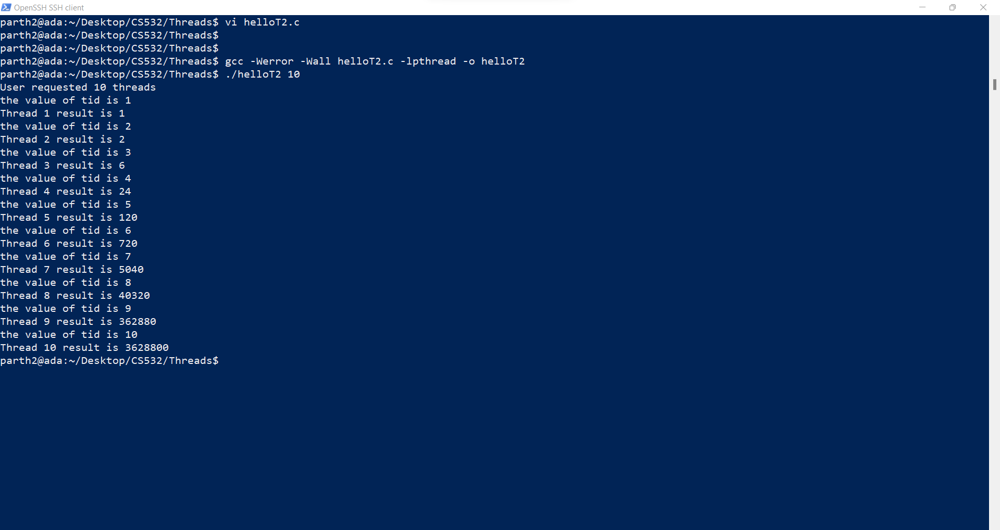 OpenSSH SSH client
parth2@ada:~/Desktop/CS532/Threads$ vi helloT2.c
parth2@ada:~/Desktop/CS532/Threads$
parth2@ada:~/Desktop/CS532/Threads$
parth2@ada:~/Desktop/CS532/Threads$ gcc -Werror -Wall helloT2.c -lpthread -o helloT2
parth2@ada:~/Desktop/CS532/Threads$ ./helloT2 10
User requested 10 threads
the value of tid is 1
Thread 1 result is 1
the value of tid is 2
Thread 2 result is 2
the value of tid is 3
Thread 3 result is 6
the value of tid is 4
Thread 4 result is 24
the value of tid is 5
Thread 5 result is 120
the value of tid is 6
Thread 6 result is 720
the value of tid is 7
Thread 7 result is 5040
the value of tid is 8
Thread 8 result is 40320
the value of tid is 9
Thread 9 result is 362880
the value of tid is 10
Thread 10 result is 3628800
parth2@ada:~/Desktop/CS532/Threads$